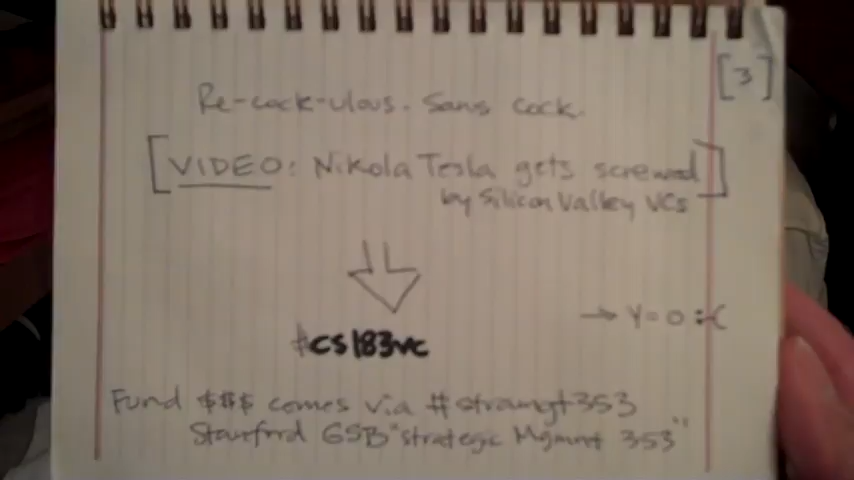 [3]
Re-cock-ulous. Sans cock.
[VIDEO: Nikola Tesla gets screwed]
by Silicon Valley VCs
→ Y=0 :-(
#cs183vc
Fund $$$ comes via #stramgt353
Stanford GSB "strategic Mgmnt 353"